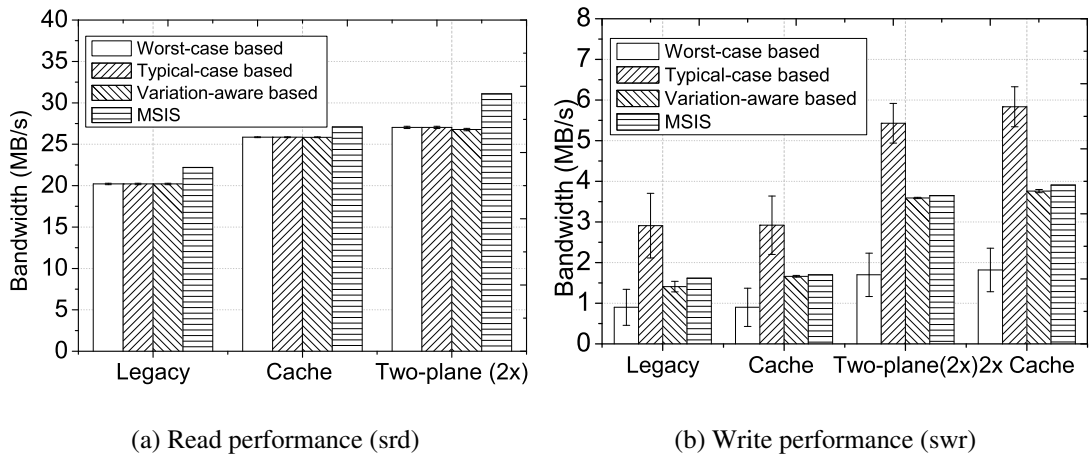 40
35
30
25
20
15
10
5
0
Bandwidth (MB/s)
Worst-case based
Typical-case based
Variation-aware based
MSIS
Legacy Cache Two-plane (2x)
(a) Read performance (srd)
8
7
6
5
4
3
2
1
0
Bandwidth (MB/s)
Worst-case based
Typical-case based
Variation-aware based
MSIS
Legacy Cache Two-plane(2x)2x Cache
(b) Write performance (swr)